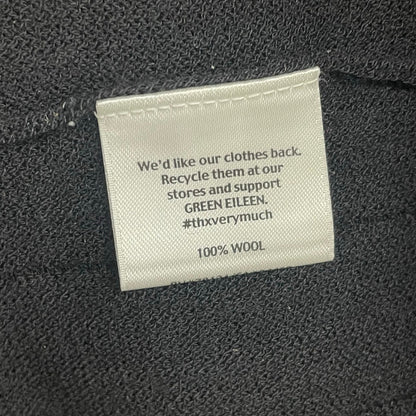 We'd like our clothes back.
Recycle them at our
stores and support
GREEN EILEEN.
#thxverymuch
100% WOOL